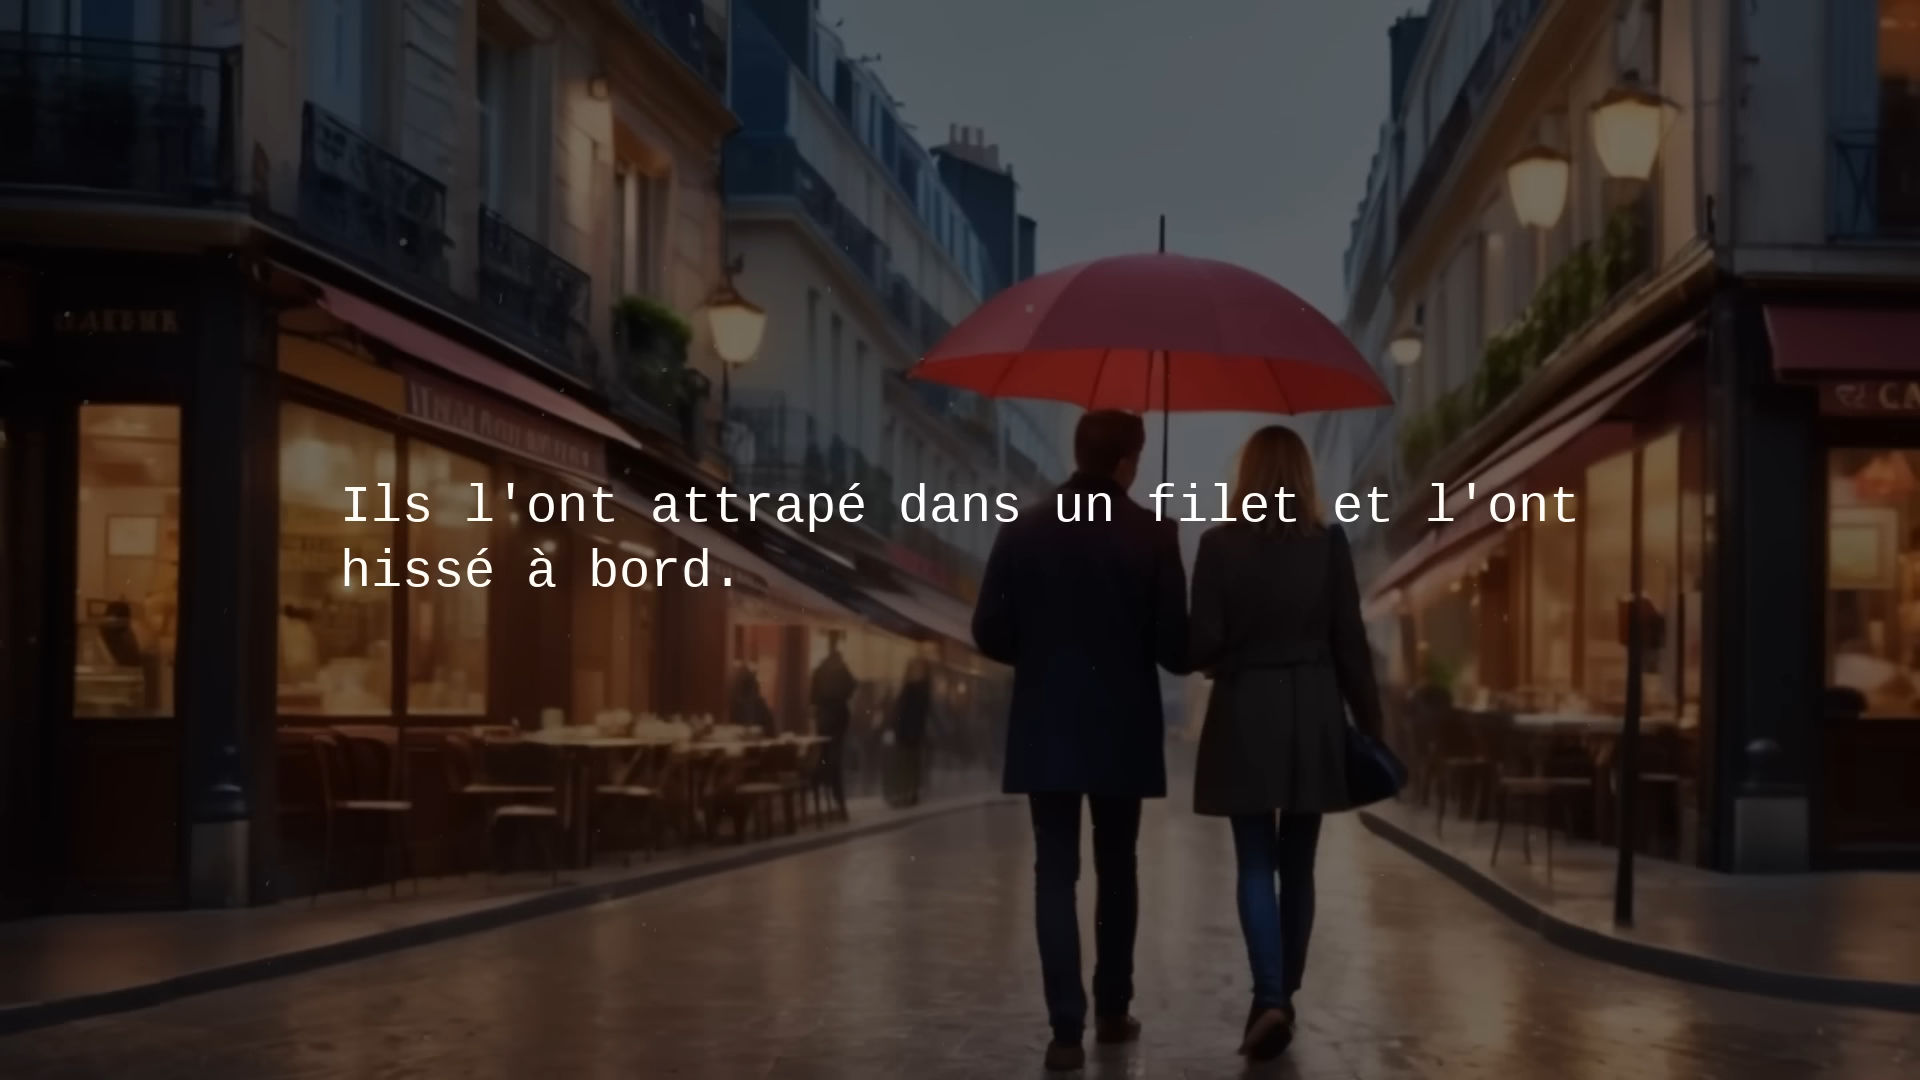 Ils l'ont attrapé dans un filet et l'ont
hissé à bord.